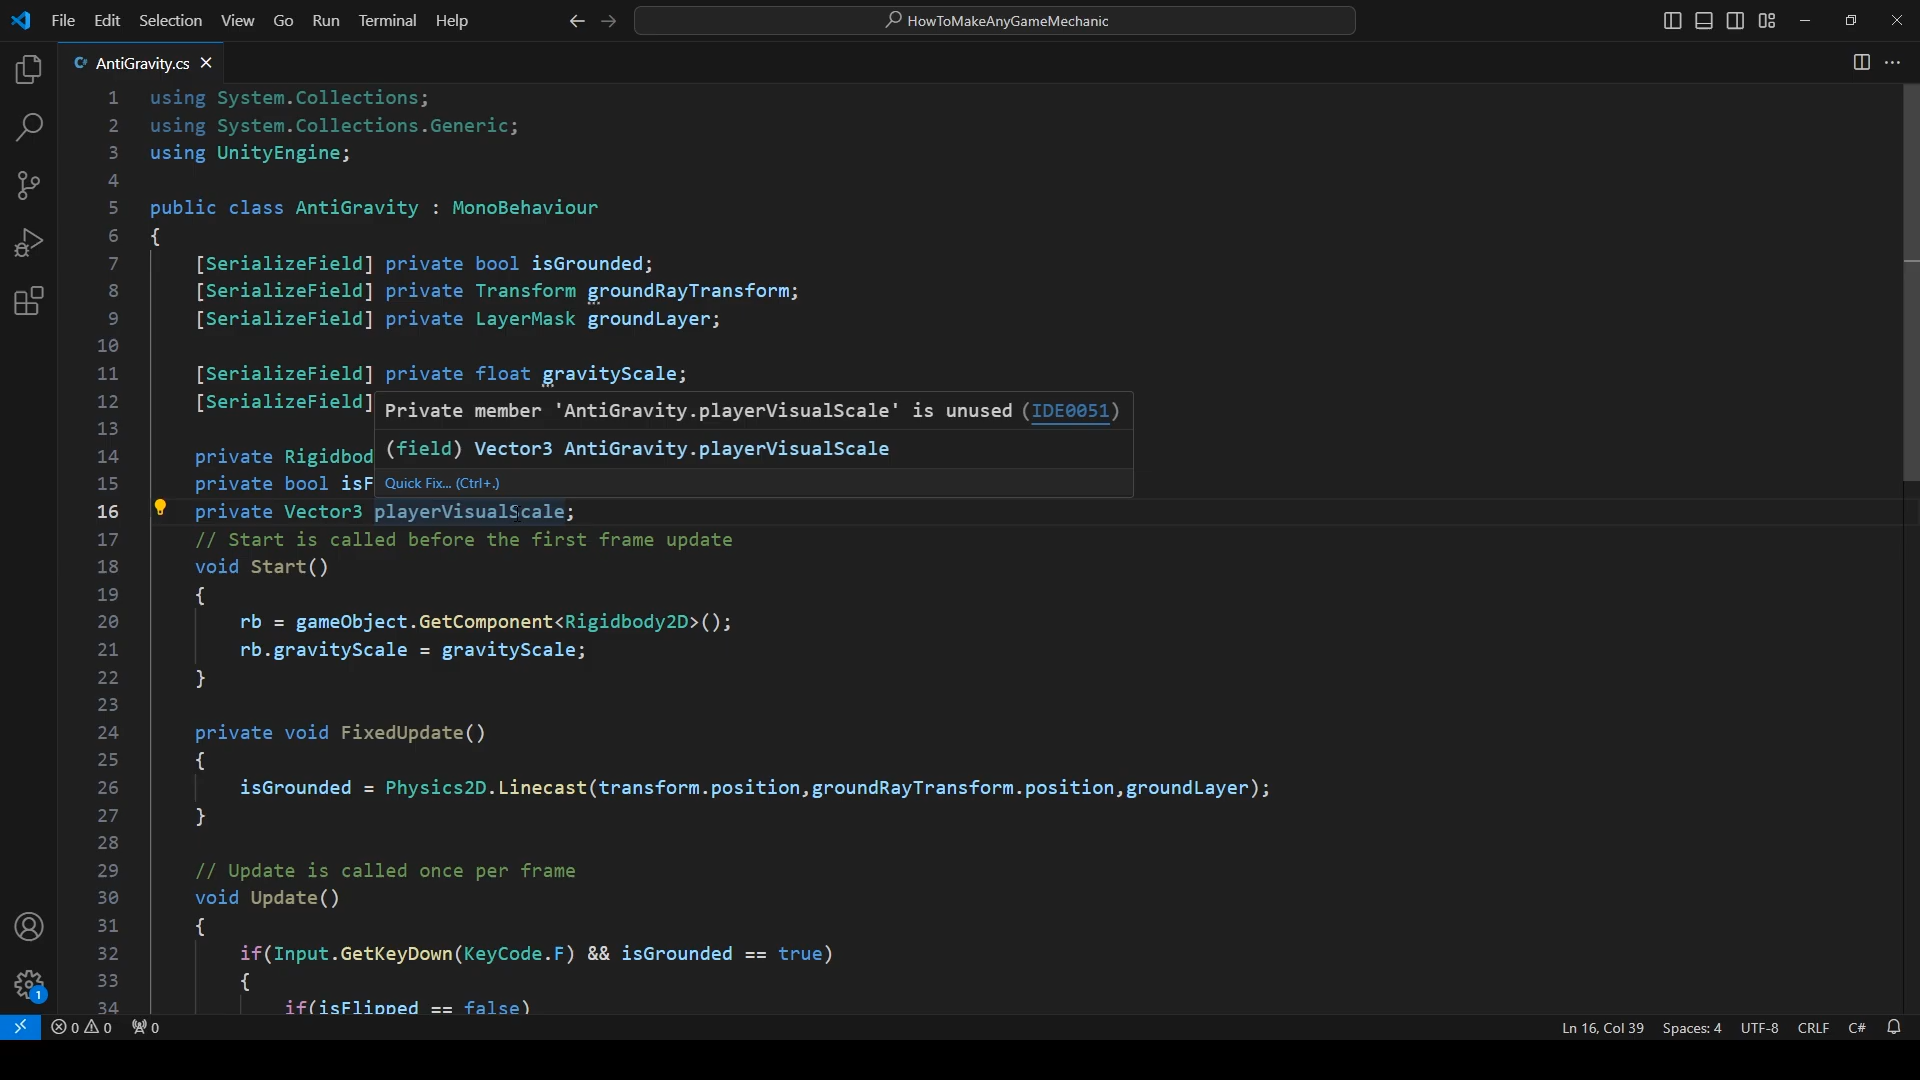 File Edit Selection View Go Run Terminal Help
HowToMakeAnyGameMechanic
C# AntiGravity.cs
1 using System.Collections;
2 using System.Collections.Generic;
3 using UnityEngine;
4
5 public class AntiGravity : MonoBehaviour
6 {
7 [SerializeField] private bool isGrounded;
8 [SerializeField] private Transform groundRayTransform;
9 [SerializeField] private LayerMask groundLayer;
10
11 [SerializeField] private float gravityScale;
12 [SerializeField]
Private member 'AntiGravity.playerVisualScale' is unused (IDE0051)
13
(field) Vector3 AntiGravity.playerVisualScale
14 private Rigidbod
15 private bool isF
Quick Fix... (Ctrl+.)
16 private Vector3 playerVisualScale;
17 // Start is called before the first frame update
18 void Start()
19 {
20 rb = gameObject.GetComponent<Rigidbody2D>();
21 rb.gravityScale = gravityScale;
22 }
23
24 private void FixedUpdate()
25 {
26 isGrounded = Physics2D.Linecast(transform.position,groundRayTransform.position,groundLayer);
27 }
28
29 // Update is called once per frame
30 void Update()
31 {
32 if(Input.GetKeyDown(KeyCode.F) && isGrounded == true)
33 {
34 if(isFlipped == false)
1
0 0 0 Ln 16, Col 39 Spaces: 4 UTF-8 CRLF C#